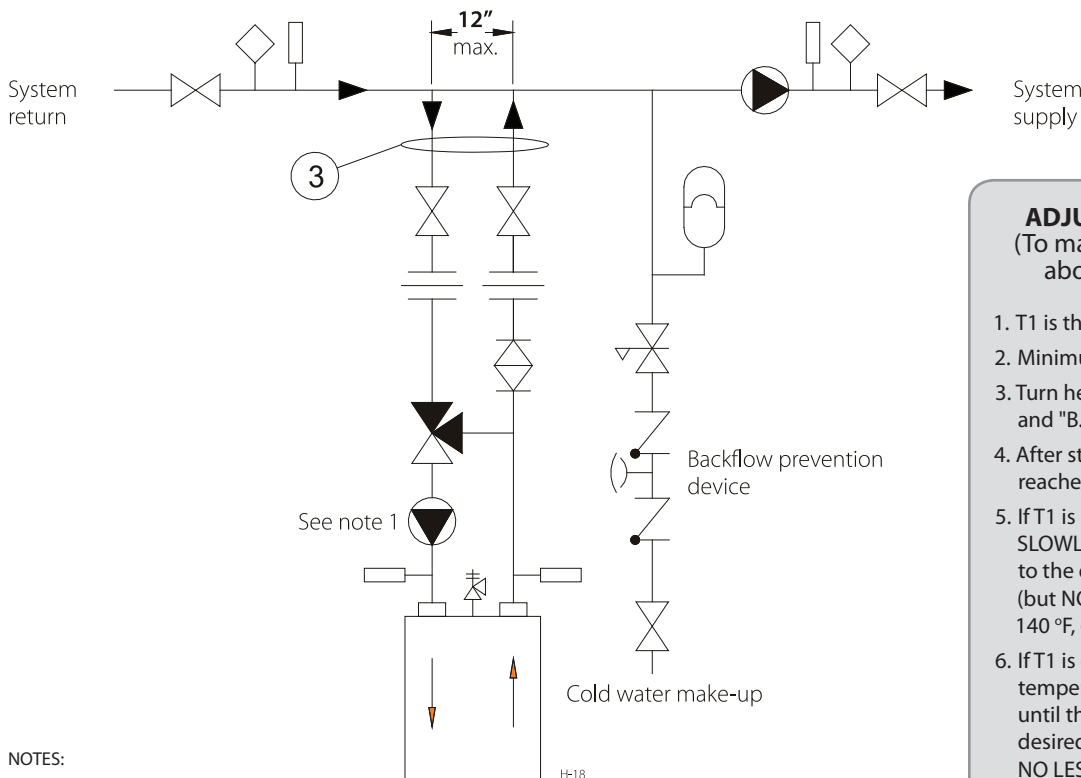 12"
max.
System
return
System
supply
3
Backflow prevention
device
See note 1
Cold water make-up
NOTES:
H-18
ADJU
(To ma
abo
1. T1 is th
2. Minimu
3. Turn he
and "B.
4. After st
reache
5. If T1 is
SLOWL
to the
(but NO
140 °F,
6. If T1 is
tempe
until th
desired
NO LES